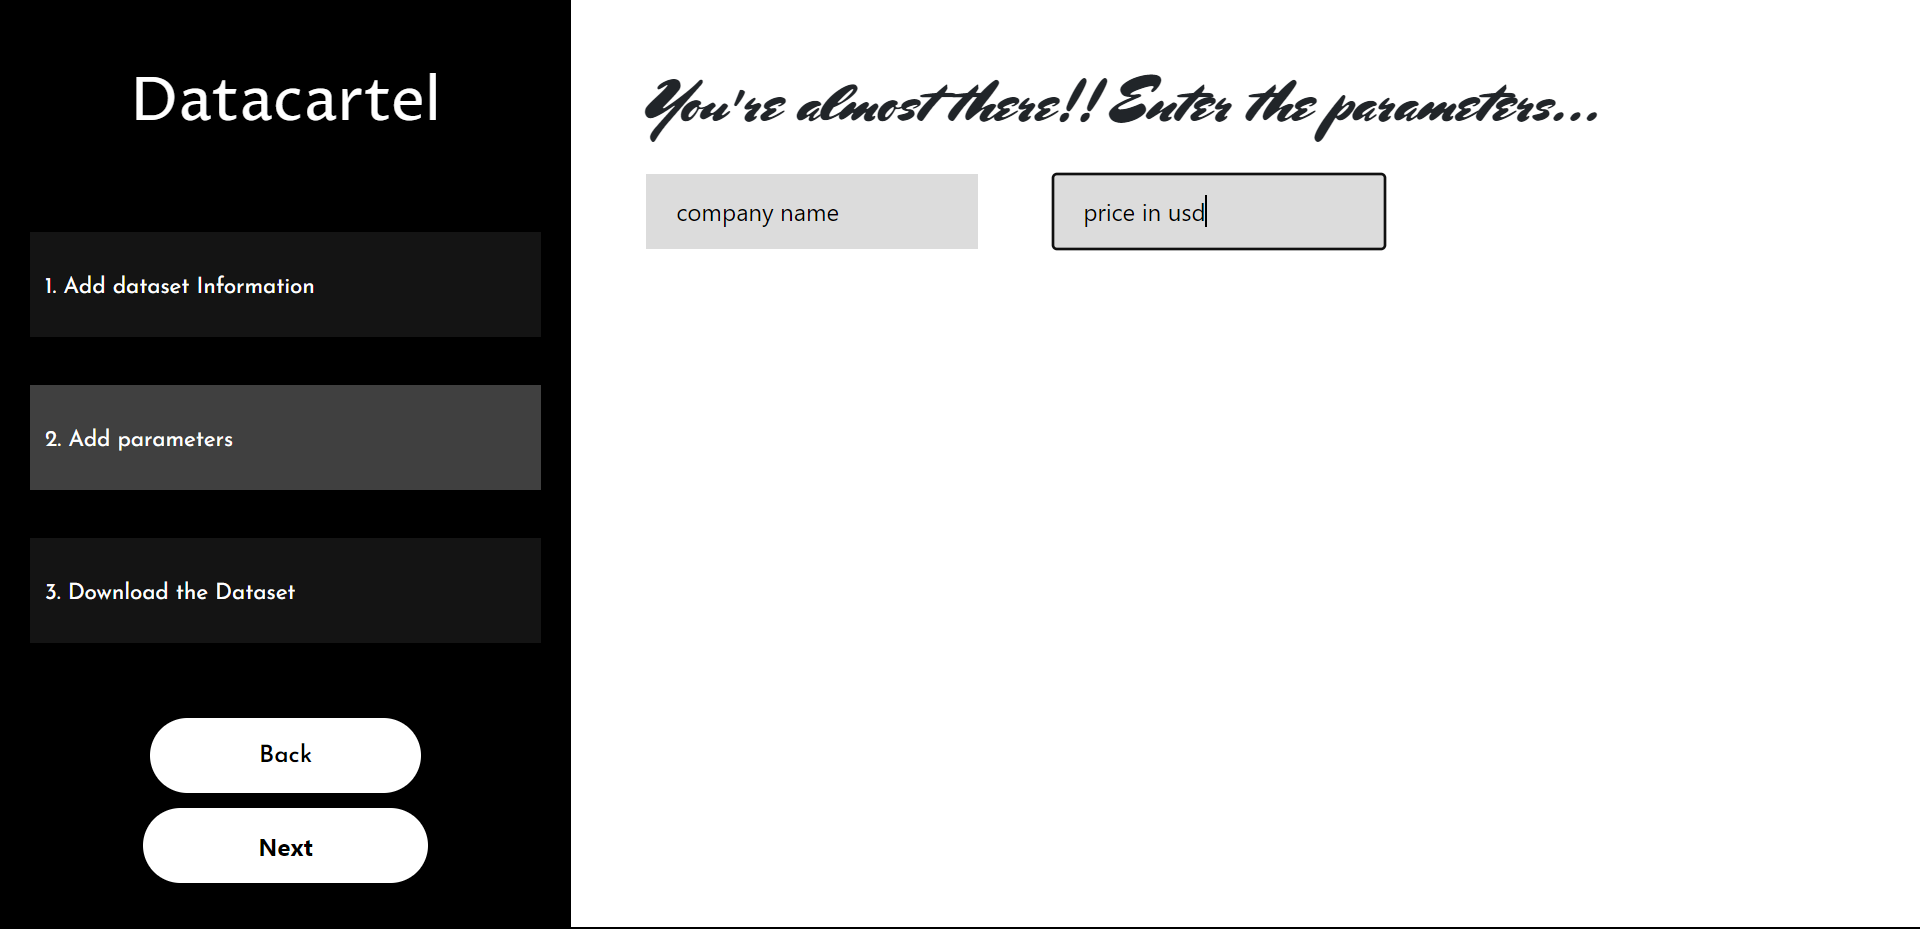 Datacartel
1. Add dataset Information
2. Add parameters
3. Download the Dataset
Back
Next
You're almost there!! Enter the parameters...
company name
price in usd